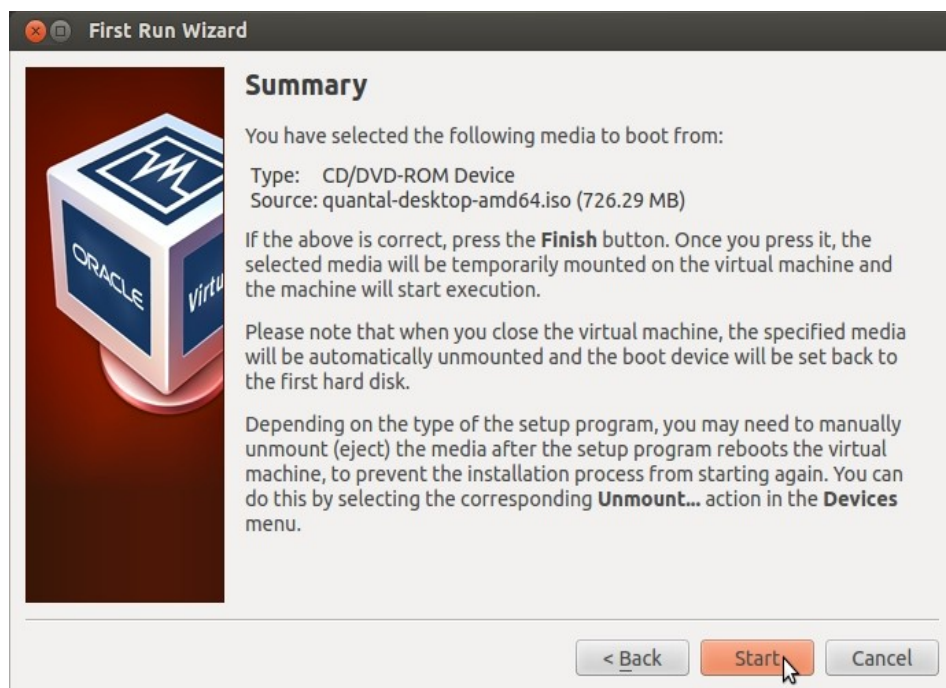 First Run Wizard
Summary
You have selected the following media to boot from:
Type: CD/DVD-ROM Device
Source: quantal-desktop-amd64.iso (726.29 MB)
If the above is correct, press the Finish button. Once you press it, the
selected media will be temporarily mounted on the virtual machine and
the machine will start execution.
Please note that when you close the virtual machine, the specified media
will be automatically unmounted and the boot device will be set back to
the first hard disk.
Depending on the type of the setup program, you may need to manually
unmount (eject) the media after the setup program reboots the virtual
machine, to prevent the installation process from starting again. You can
do this by selecting the corresponding Unmount... action in the Devices
menu.
ORACLE
Virtu
< Back
Start
Cancel